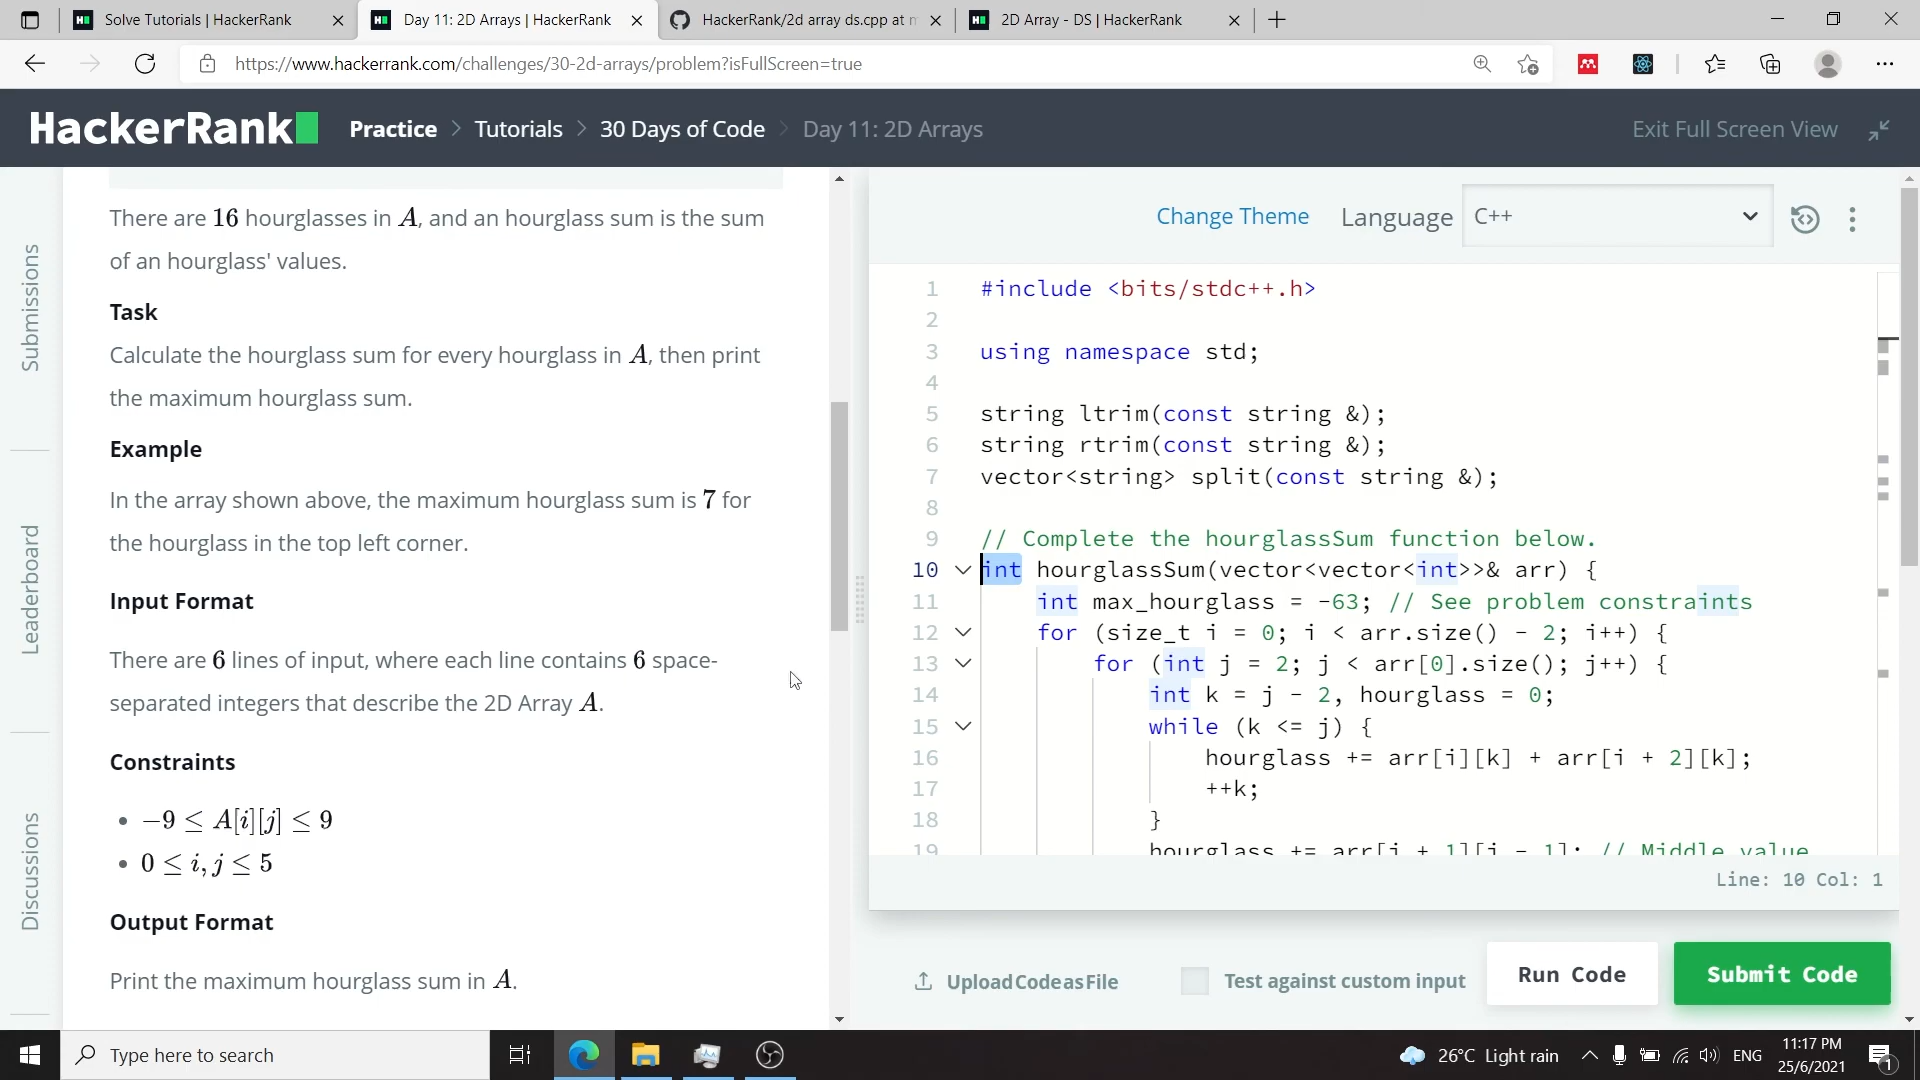 Solve Tutorials | HackerRank
Day 11: 2D Arrays | HackerRank
HackerRank/2d array ds.cpp at
2D Array - DS | HackerRank
https://www.hackerrank.com/challenges/30-2d-arrays/problem?isFullScreen=true
HackerRank
Practice > Tutorials > 30 Days of Code > Day 11: 2D Arrays
Exit Full Screen View
Submissions
Leaderboard
Discussions
There are 16 hourglasses in A, and an hourglass sum is the sum
of an hourglass' values.
Task
Calculate the hourglass sum for every hourglass in A, then print
the maximum hourglass sum.
Example
In the array shown above, the maximum hourglass sum is 7 for
the hourglass in the top left corner.
Input Format
There are 6 lines of input, where each line contains 6 space-
separated integers that describe the 2D Array A.
Constraints
• −9 ≤ A[i][j] ≤ 9
• 0 ≤ i, j ≤ 5
Output Format
Print the maximum hourglass sum in A.
Change Theme Language C++
1 #include <bits/stdc++.h>
2
3 using namespace std;
4
5 string ltrim(const string &);
6 string rtrim(const string &);
7 vector<string> split(const string &);
8
9 // Complete the hourglassSum function below.
10 int hourglassSum(vector<vector<int>>& arr) {
11 int max_hourglass = -63; // See problem constraints
12 for (size_t i = 0; i < arr.size() - 2; i++) {
13 for (int j = 2; j < arr[0].size(); j++) {
14 int k = j - 2, hourglass = 0;
15 while (k <= j) {
16 hourglass += arr[i][k] + arr[i + 2][k];
17 ++k;
18 }
19 hourglass += arr[i + 1][j - 1]; // Middle value
Line: 10 Col: 1
Upload Code as File
Test against custom input
Run Code
Submit Code
Type here to search
26°C Light rain
ENG
11:17 PM
25/6/2021
1